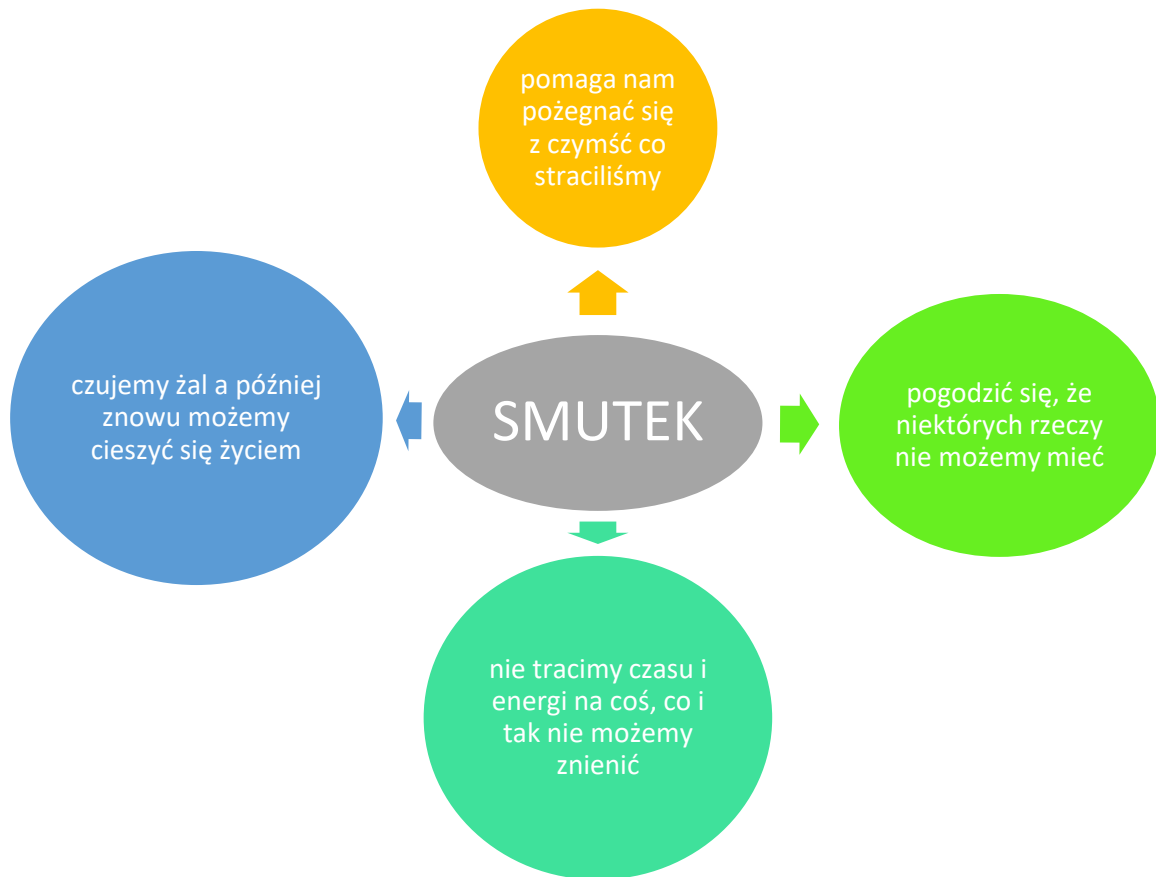 pomaga nam
pożegnać się
z czymść co
straciliśmy
czujemy żal a później
znowu możemy
cieszyć się życiem
SMUTEK
pogodzić się, że
niektórych rzeczy
nie możemy mieć
nie tracimy czasu i
energi na coś, co i
tak nie możemy
znienić